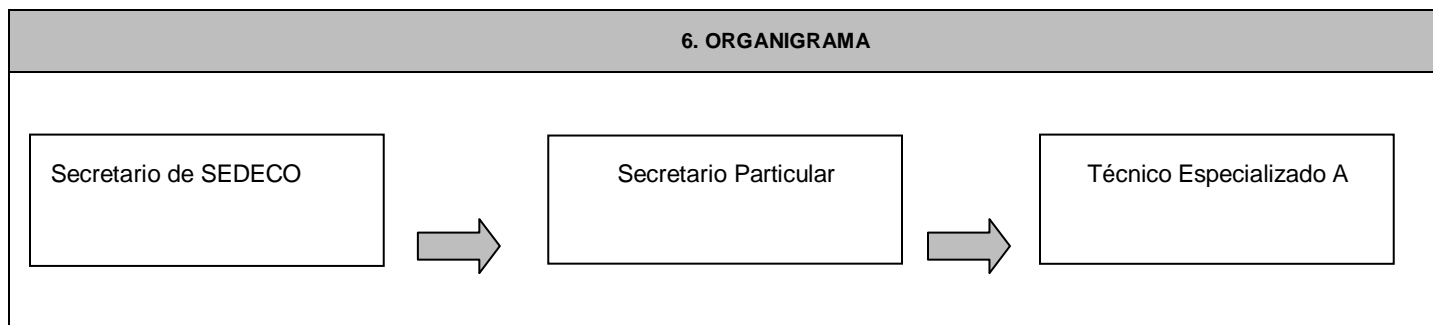 6. ORGANIGRAMA
Secretario de SEDECO
Secretario Particular
Técnico Especializado A